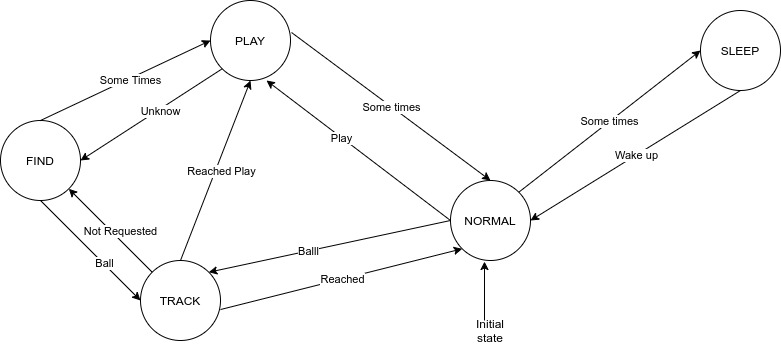 PLAY
SLEEP
Some Times
Unknow
Some times
Some times
Play
Wake up
FIND
Reached Play
NORMAL
Not Requested
Balll
Ball
Reached
TRACK
Initial
state